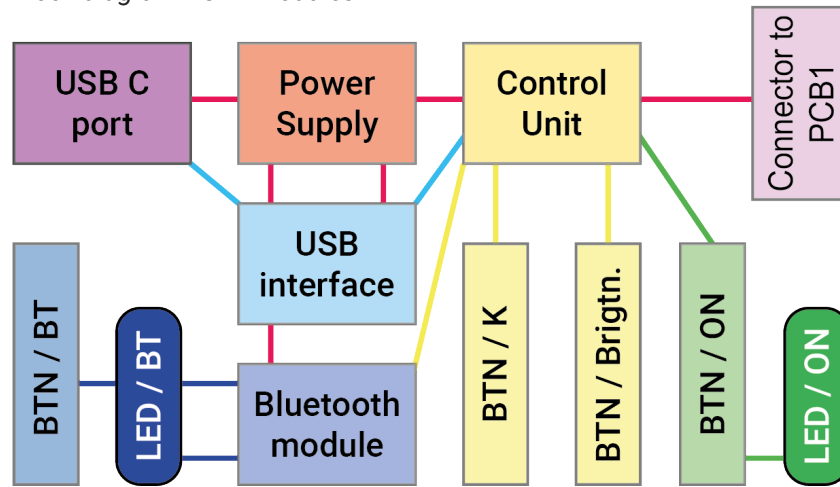 USB C
port
Power
Supply
Control
Unit
Connector to
PCB1
USB
interface
BTN / BT
LED / BT
Bluetooth
module
BTN / K
BTN / Brigtn.
BTN / ON
LED / ON